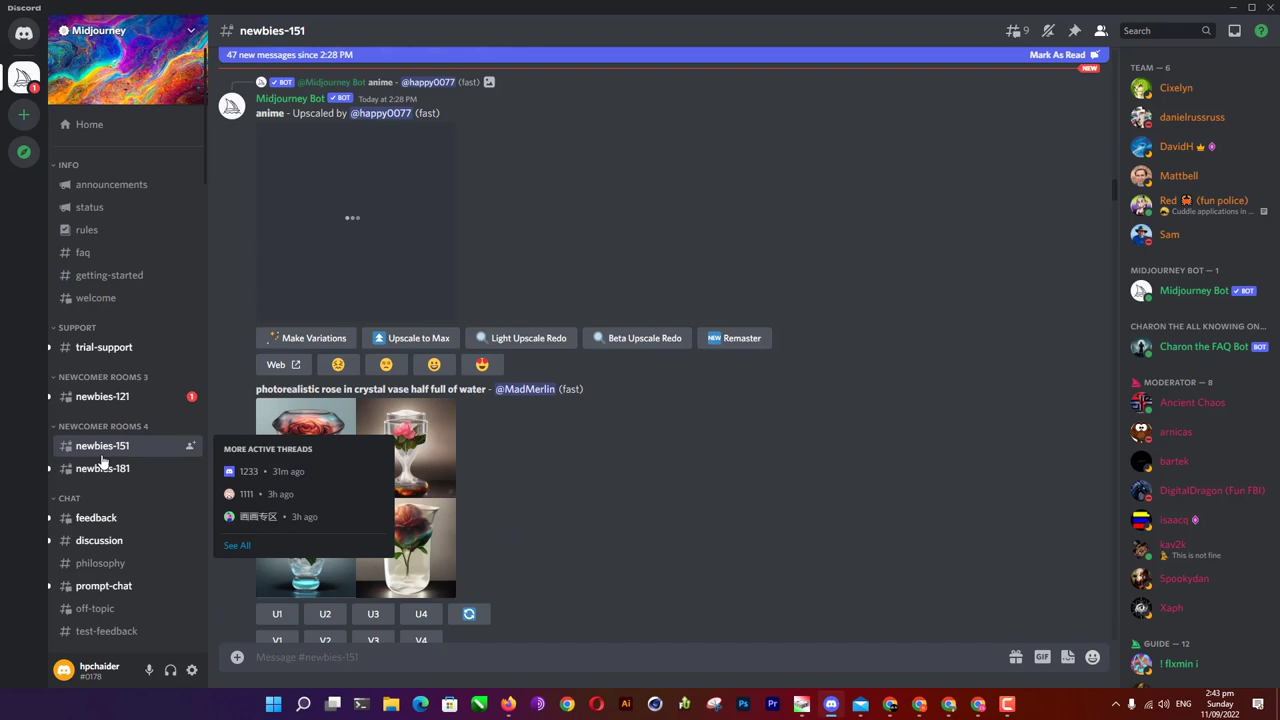 Discord
Midjourney
1
Home
INFO
announcements
status
rules
faq
getting-started
welcome
SUPPORT
trial-support
NEWCOMER ROOMS 3
newbies-121
1
NEWCOMER ROOMS 4
newbies-151
newbies-181
CHAT
feedback
discussion
philosophy
prompt-chat
off-topic
test-feedback
hpchaider
#0178
newbies-151
9
Search
47 new messages since 2:28 PM
Mark As Read
NEW
BOT @Midjourney Bot anime - @happy0077 (fast)
Midjourney Bot BOT Today at 2:28 PM
anime - Upscaled by @happy0077 (fast)
Make Variations
Upscale to Max
Light Upscale Redo
Beta Upscale Redo
NEW Remaster
Web
photorealistic rose in crystal vase half full of water - @MadMerlin (fast)
MORE ACTIVE THREADS
1233 • 31m ago
1111 • 3h ago
画画专区 • 3h ago
See All
U1
U2
U3
U4
V1
V2
V3
V4
Message #newbies-151
GIF
TEAM — 6
Cixelyn
danielrussruss
DavidH
Mattbell
Red (fun police)
Cuddle applications in ...
Sam
MIDJOURNEY BOT — 1
Midjourney Bot BOT
CHARON THE ALL KNOWING ON...
Charon the FAQ Bot BOT
MODERATOR — 8
Ancient Chaos
arnicas
bartek
DigitalDragon (Fun FBI)
isaacq
kav2k
This is not fine
Spookydan
Xaph
GUIDE — 12
! flxmin i
Ai
Ps
Pr
ENG
2:43 pm
Sunday
11/09/2022